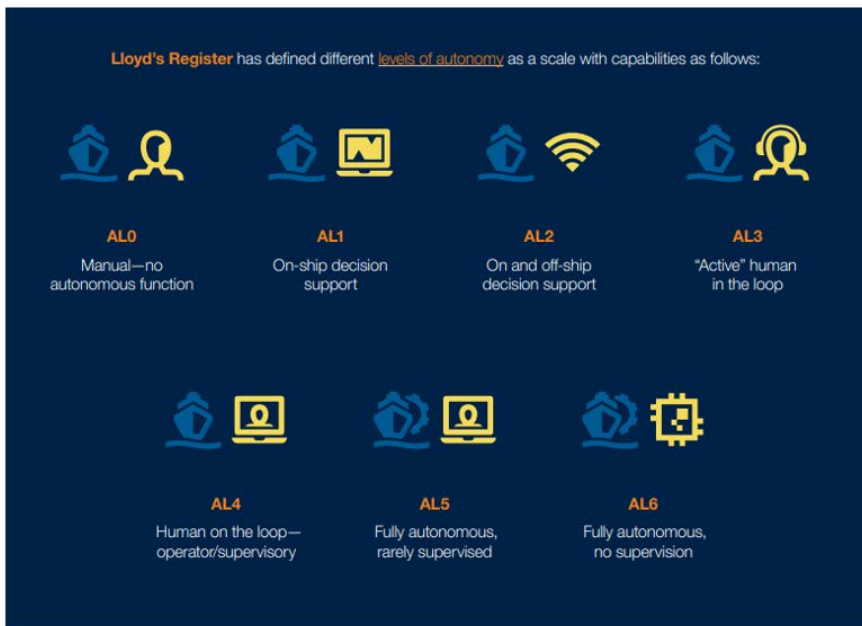 Lloyd's Register has defined different levels of autonomy as a scale with capabilities as follows:
AL0
Manual—no
autonomous function
AL1
On-ship decision
support
AL2
On and off-ship
decision support
AL3
“Active” human
in the loop
AL4
Human on the loop—
operator/supervisory
AL5
Fully autonomous,
rarely supervised
AL6
Fully autonomous,
no supervision